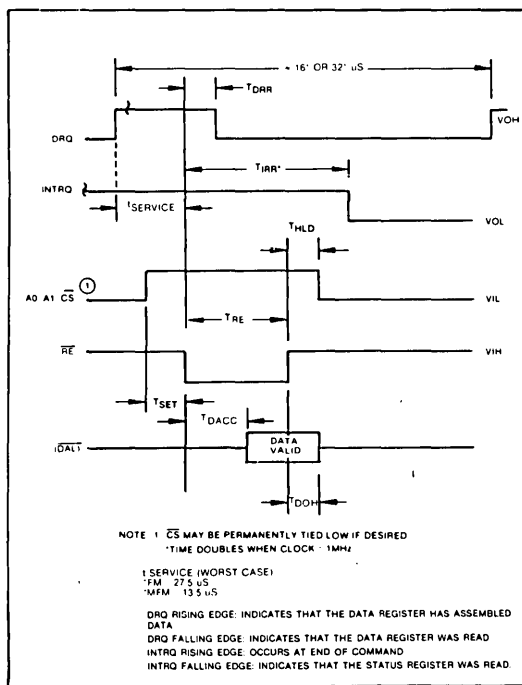 ≈ 16* OR 32* uS
TDRR
DRQ
VOH
TIRR*
INTRQ
tSERVICE
VOL
THLD
A0 A1 CS 1
VIL
TRE
RE
VIH
TSET
TDACC
(DAL)
DATA
VALID
TDOH
NOTE 1 CS MAY BE PERMANENTLY TIED LOW IF DESIRED
*TIME DOUBLES WHEN CLOCK 1MHz
t SERVICE (WORST CASE)
*FM 27.5 uS
*MFM 13.5 uS
DRQ RISING EDGE: INDICATES THAT THE DATA REGISTER HAS ASSEMBLED
DATA
DRQ FALLING EDGE: INDICATES THAT THE DATA REGISTER WAS READ
INTRQ RISING EDGE: OCCURS AT END OF COMMAND
INTRQ FALLING EDGE: INDICATES THAT THE STATUS REGISTER WAS READ.